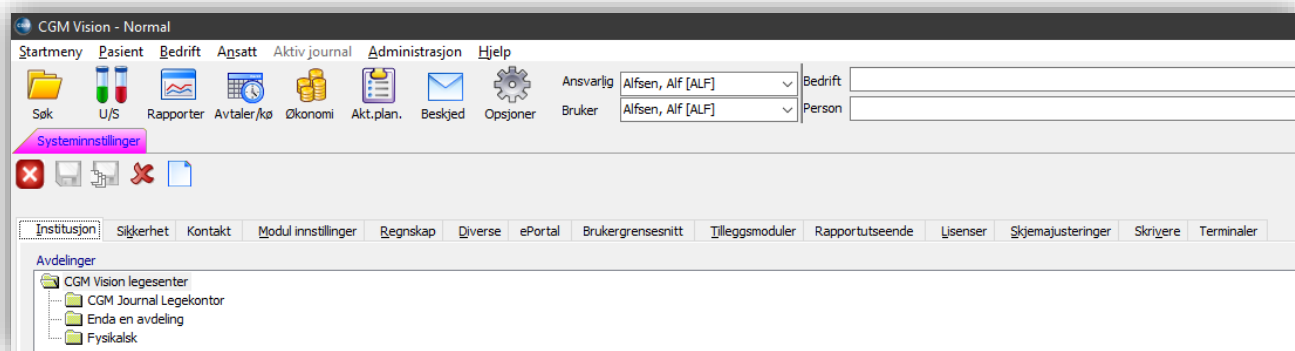 CGM Vision - Normal
Startmeny Pasient Bedrift Ansatt Aktiv journal Administrasjon Hjelp
Ansvarlig Alfsen, Alf [ALF] Bedrift
Bruker Alfsen, Alf [ALF] Person
Søk U/S Rapporter Avtaler/kø Økonomi Akt.plan. Beskjed Opsjoner
Systeminnstillinger
Institusjon Sikkerhet Kontakt Modul innstillinger Regnskap Diverse ePortal Brukergrensesnitt Tilleggsmoduler Rapportutseende Lisenser Skjemajusteringer Skrivere Terminaler
Avdelinger
CGM Vision legesenter
CGM Journal Legekontor
Enda en avdeling
Fysikalsk